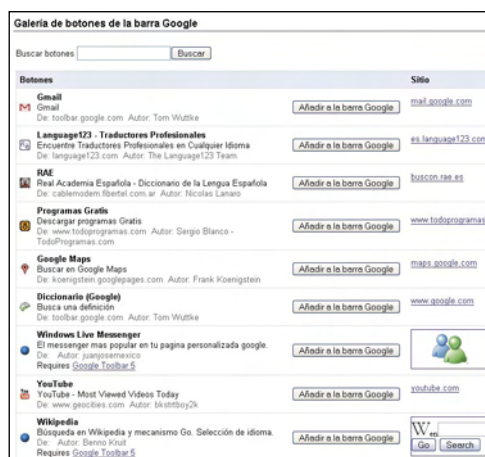 Galería de botones de la barra Google
Buscar botones Buscar
Botones Sitio
Gmail
Gmail
De: toolbar.google.com Autor: Tom Wuttke
Añadir a la barra Google
mail.google.com
Language123 - Traductores Profesionales
Encuentre Traductores Profesionales en Cualquier Idioma
De: language123.com Autor: The Language123 Team
Añadir a la barra Google
es.language123.com
RAE
Real Academia Española - Diccionario de la Lengua Española
De: cablemodem.fibertel.com.ar Autor: Nicolas Lanaro
Añadir a la barra Google
buscon.rae.es
Programas Gratis
Descargar programas Gratis
De: www.todoprogramas.com Autor: Sergio Blanco -
TodoProgramas.com
Añadir a la barra Google
www.todoprogramas
Google Maps
Buscar en Google Maps
De: koenigstein.googlepages.com Autor: Frank Koenigstein
Añadir a la barra Google
maps.google.com
Diccionario (Google)
Busca una definición
De: toolbar.google.com Autor: Tom Wuttke
Añadir a la barra Google
www.google.com
Windows Live Messenger
El messenger mas popular en tu pagina personalizada google.
De: Autor: juanjosemexico
Requires Google Toolbar 5
Añadir a la barra Google
YouTube
YouTube - Most Viewed Videos Today
De: www.geocities.com Autor: bkstitboy2k
Añadir a la barra Google
youtube.com
Wikipedia
Búsqueda en Wikipedia y mecanismo Go. Selección de idioma.
De: Autor: Benno Kruit
Requires Google Toolbar 5
Añadir a la barra Google
W en
Go Search